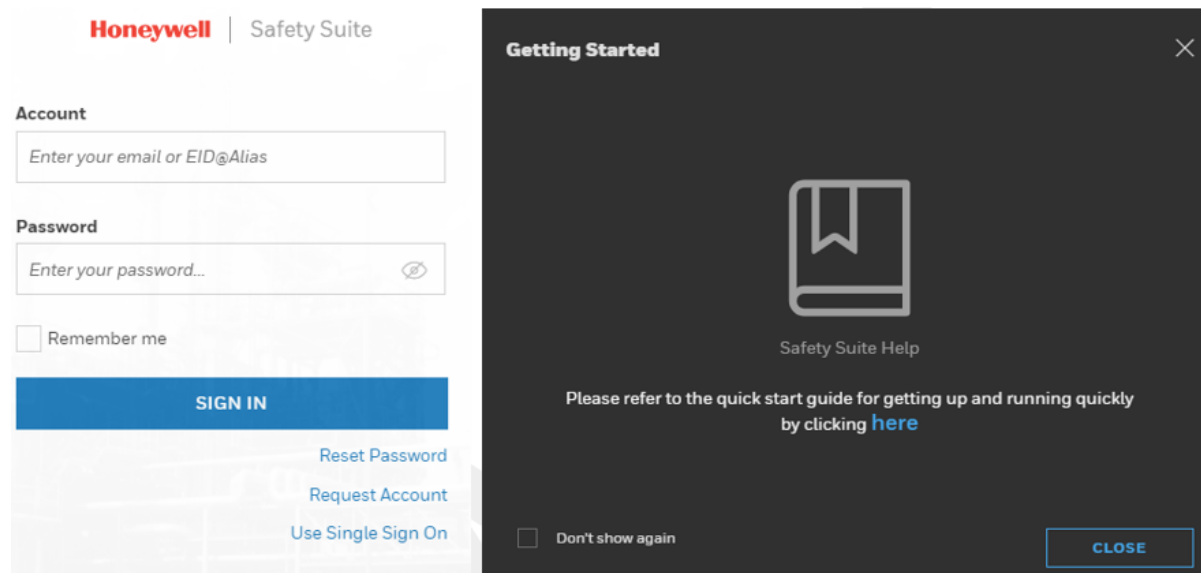 Honeywell | Safety Suite
Account
Enter your email or EID@Alias
Password
Enter your password...
Remember me
SIGN IN
Reset Password
Request Account
Use Single Sign On
Getting Started
Safety Suite Help
Please refer to the quick start guide for getting up and running quickly
by clicking here
Don't show again
CLOSE